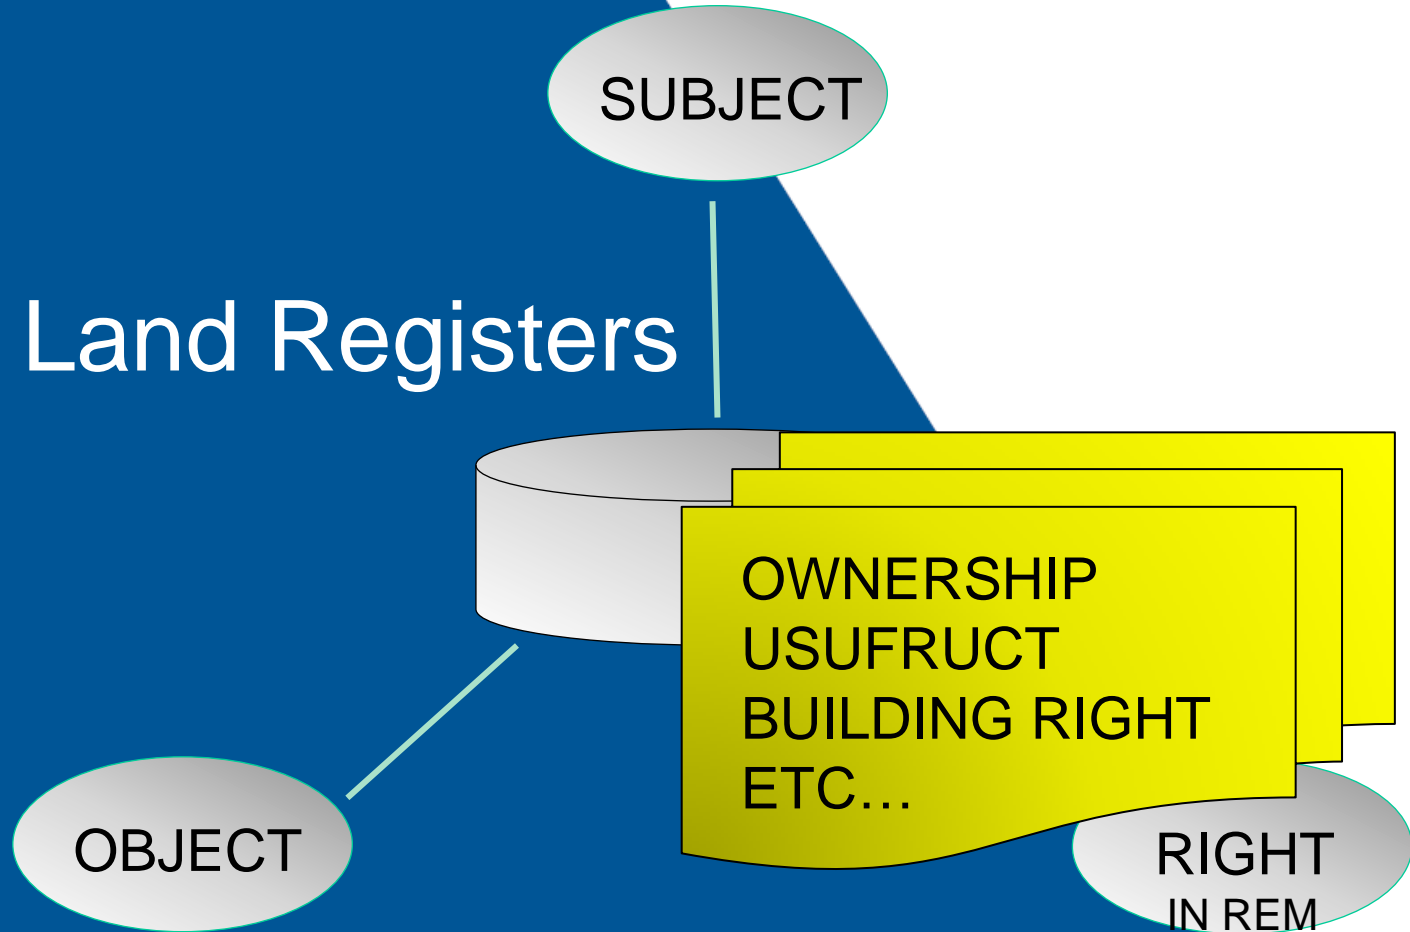 SUBJECT
Land Registers
OWNERSHIP
USUFRUCT
BUILDING RIGHT
ETC…
OBJECT
RIGHT
IN REM